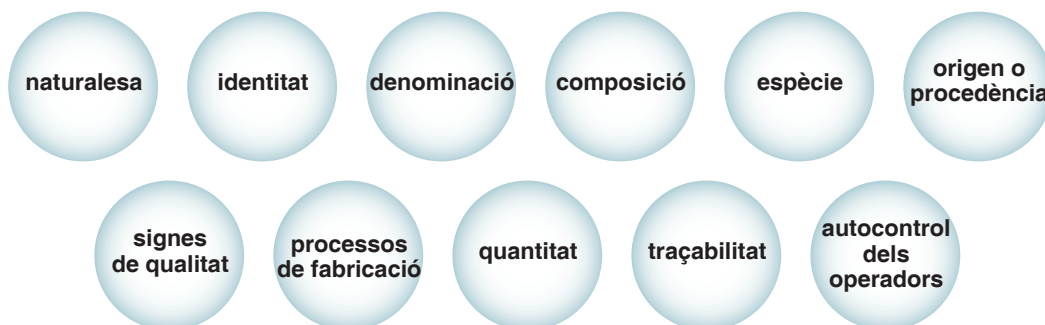 naturalesa
identitat
denominació
composició
espècie
origen o
procedència
signes
de qualitat
processos
de fabricació
quantitat
traçabilitat
autocontrol
dels
operadors